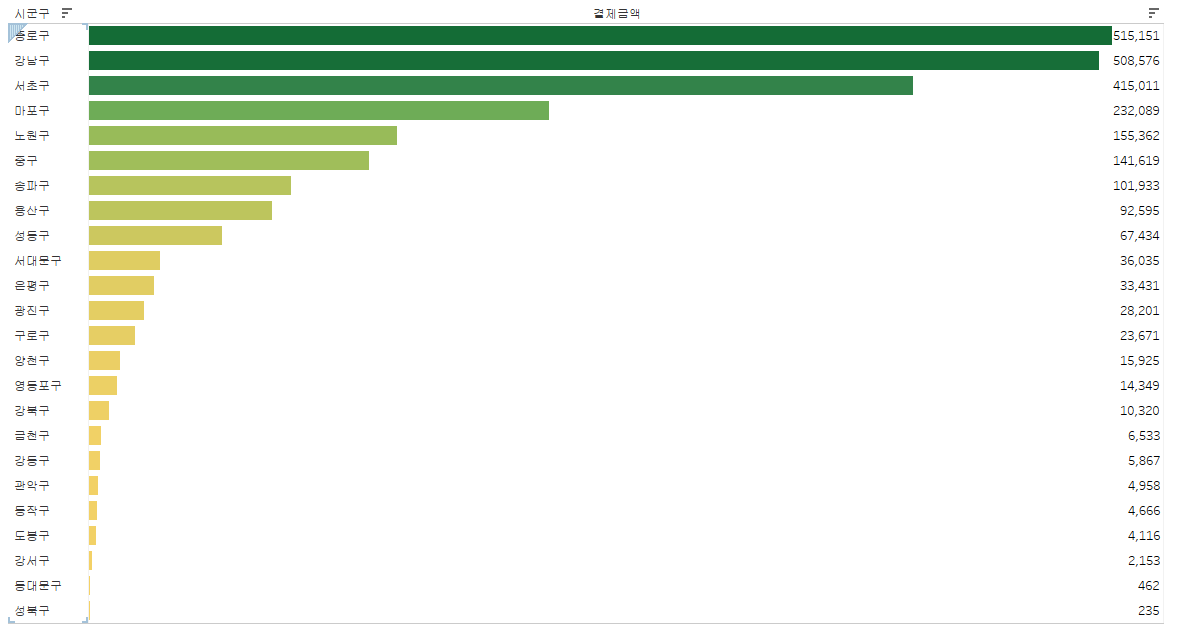 시군구 결제금액
종로구 515,151
강남구 508,576
서초구 415,011
마포구 232,089
노원구 155,362
중구 141,619
송파구 101,933
용산구 92,595
성동구 67,434
서대문구 36,035
은평구 33,431
광진구 28,201
구로구 23,671
양천구 15,925
영등포구 14,349
강북구 10,320
금천구 6,533
강동구 5,867
관악구 4,958
동작구 4,666
도봉구 4,116
강서구 2,153
동대문구 462
성북구 235